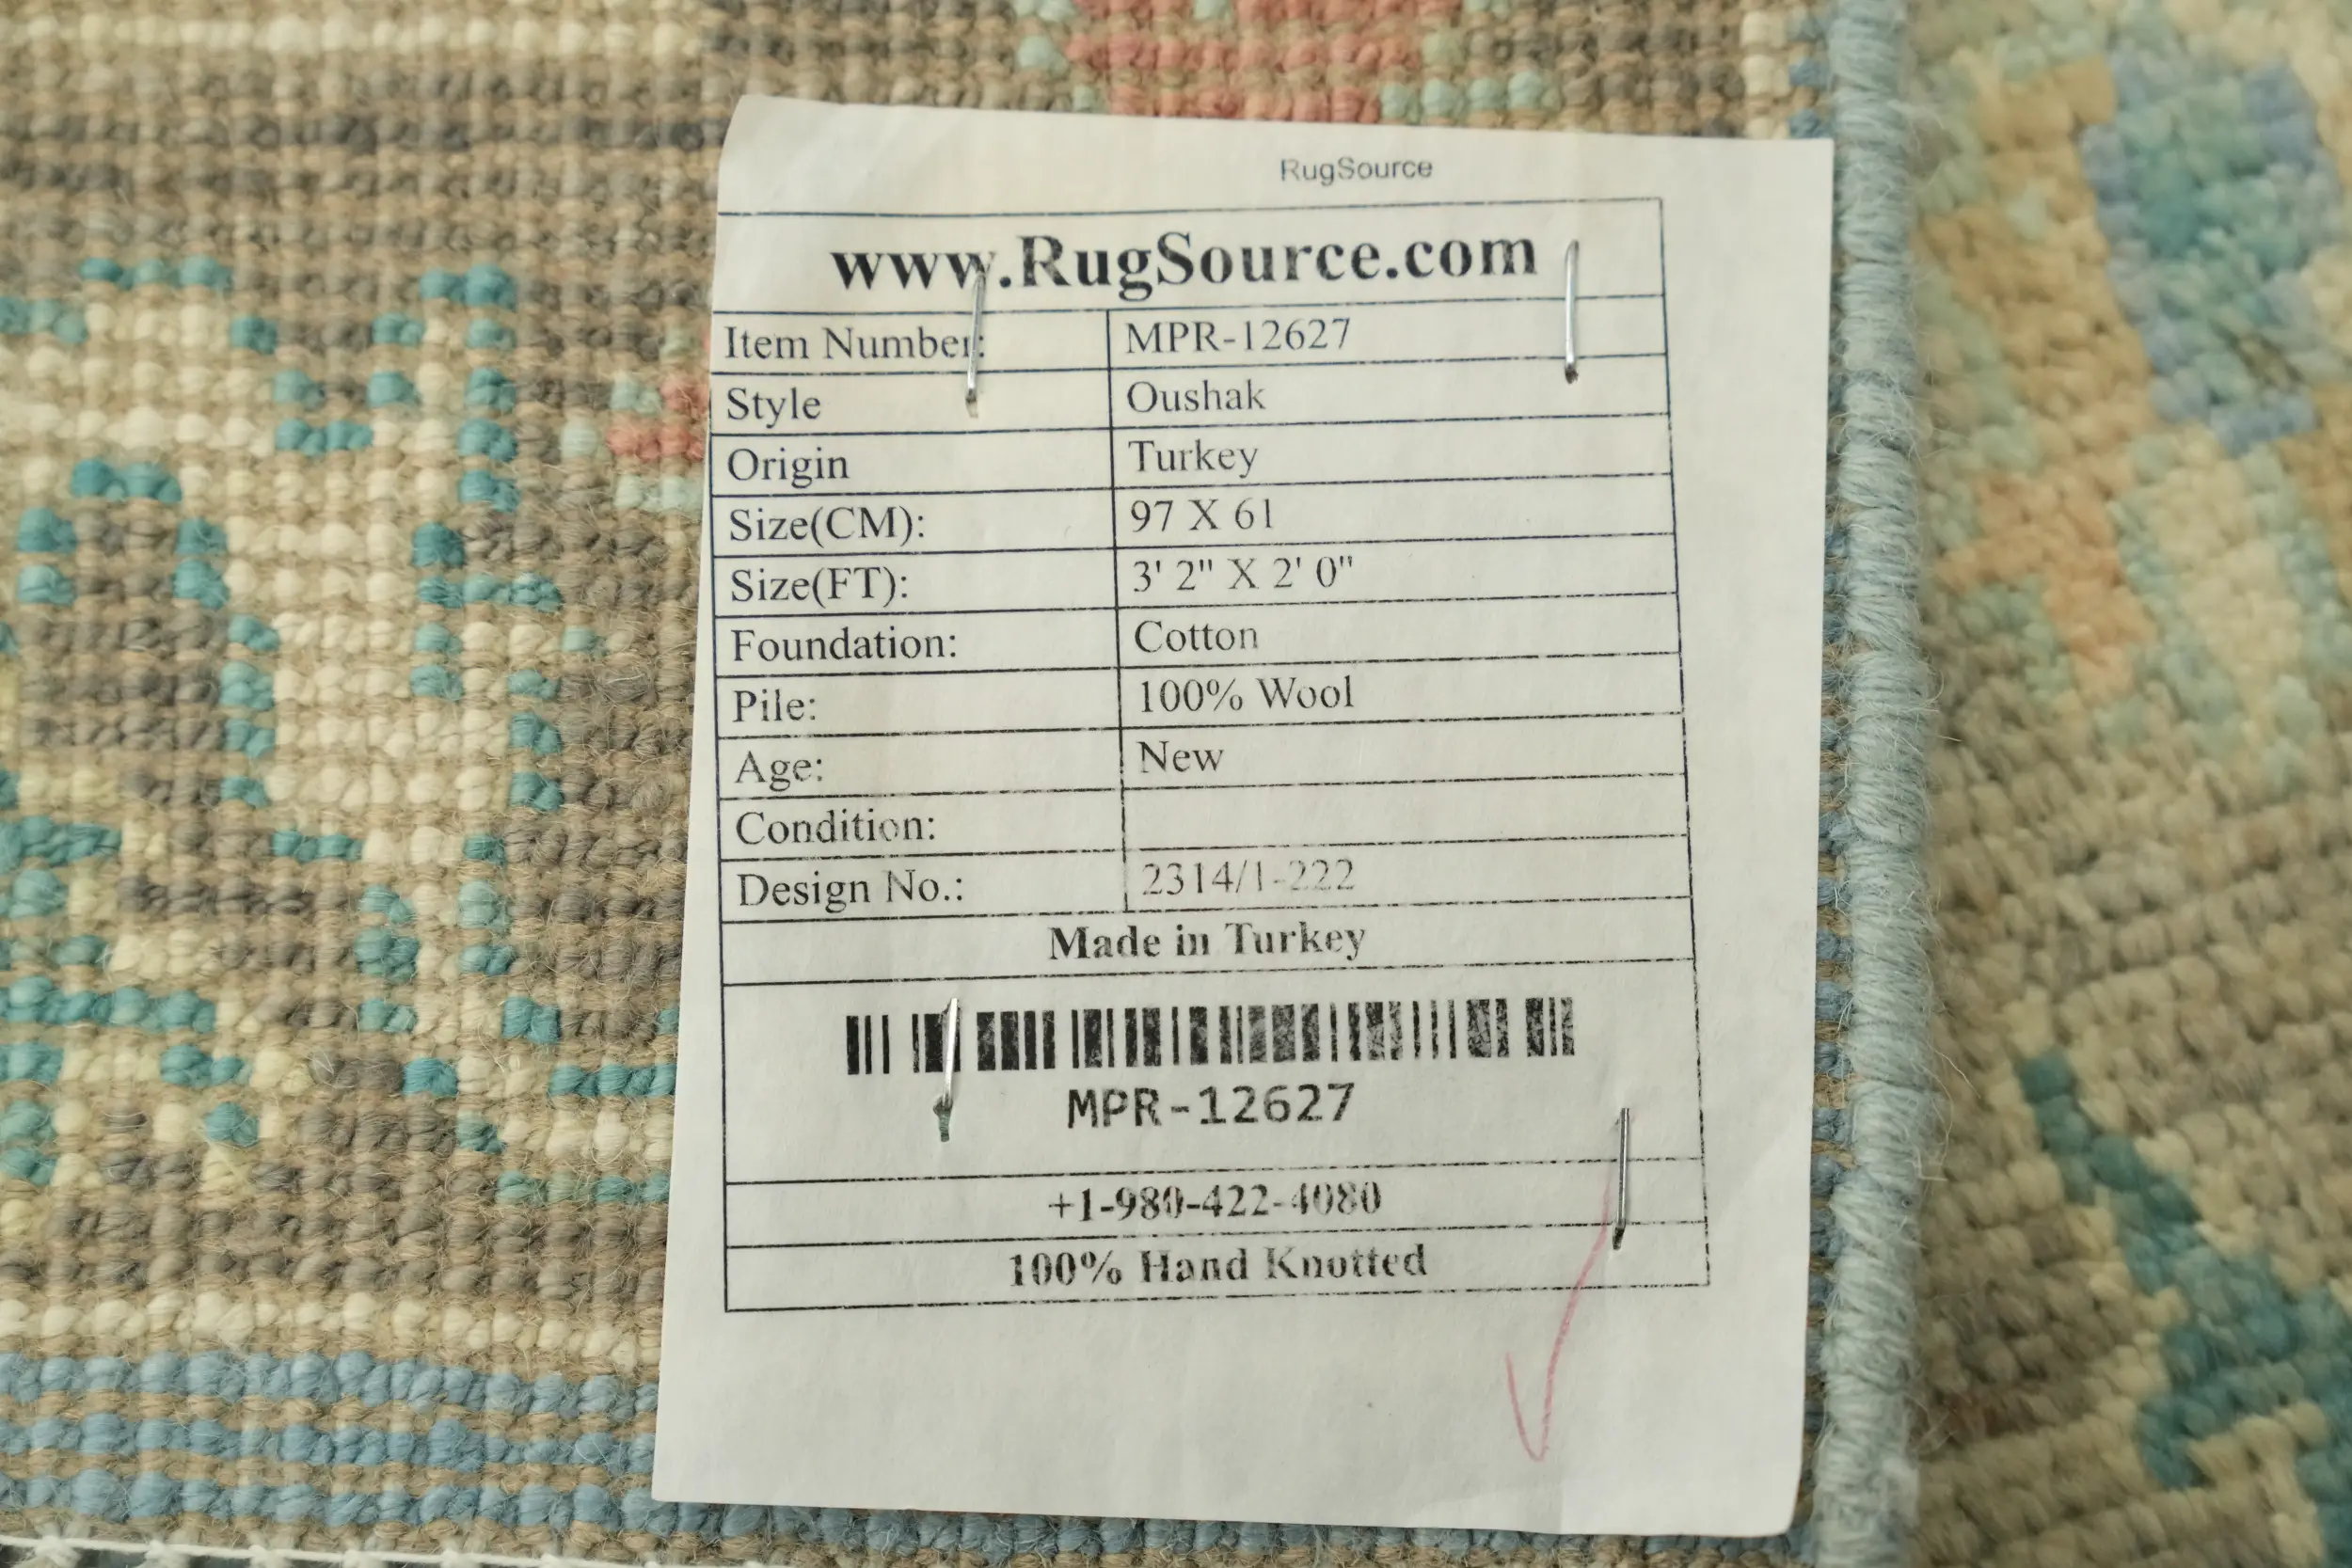 RugSource
www.RugSource.com
Item Number: MPR-12627
Style Oushak
Origin Turkey
Size(CM): 97 X 61
Size(FT): 3' 2" X 2' 0"
Foundation: Cotton
Pile: 100% Wool
Age: New
Condition:
Design No.: 2314/1-222
Made in Turkey
MPR-12627
+1-980-422-4080
100% Hand Knotted